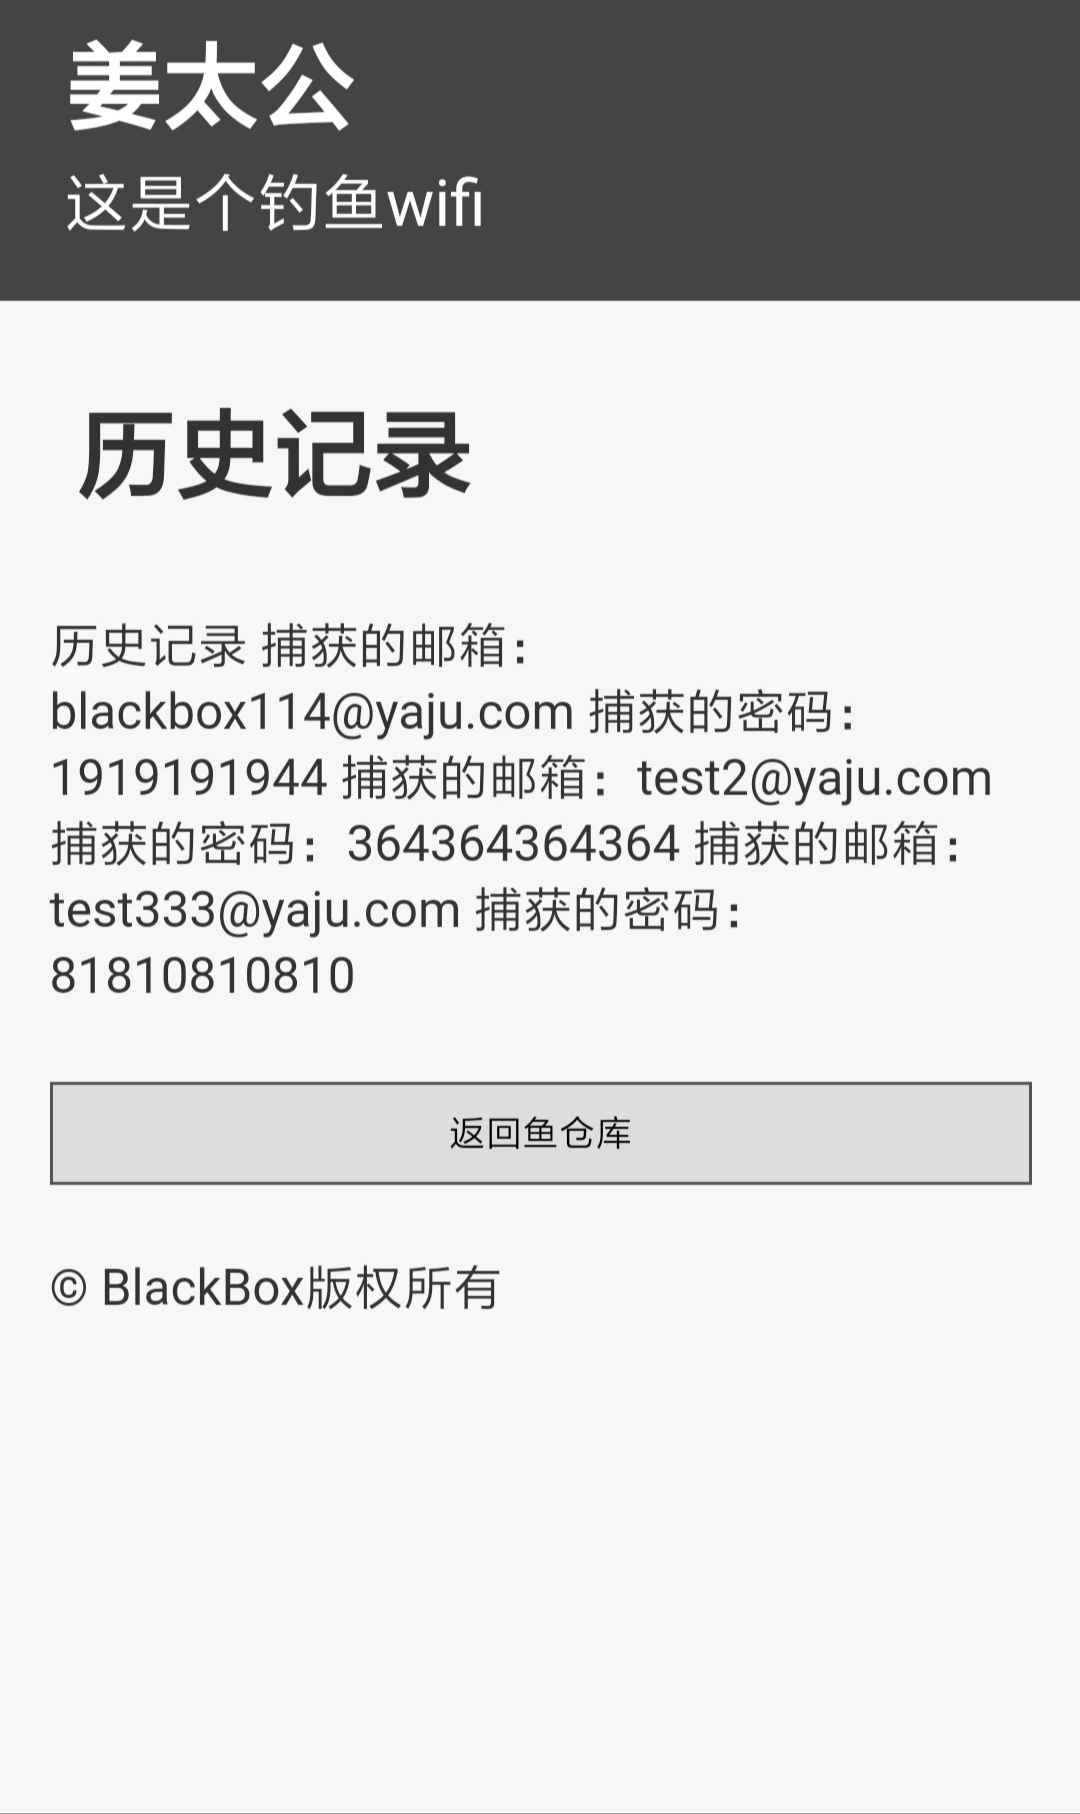 姜太公
这是个钓鱼wifi
历史记录
历史记录 捕获的邮箱：
blackbox114@yaju.com 捕获的密码：
1919191944 捕获的邮箱：test2@yaju.com
捕获的密码：364364364364 捕获的邮箱：
test333@yaju.com 捕获的密码：
81810810810
返回鱼仓库
© BlackBox版权所有